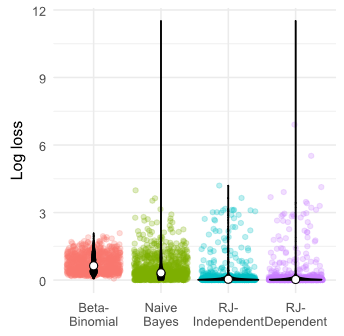 12
9
6
3
0
Log loss
Beta-
Binomial
Naive
Bayes
RJ-
Independent
RJ-
Dependent